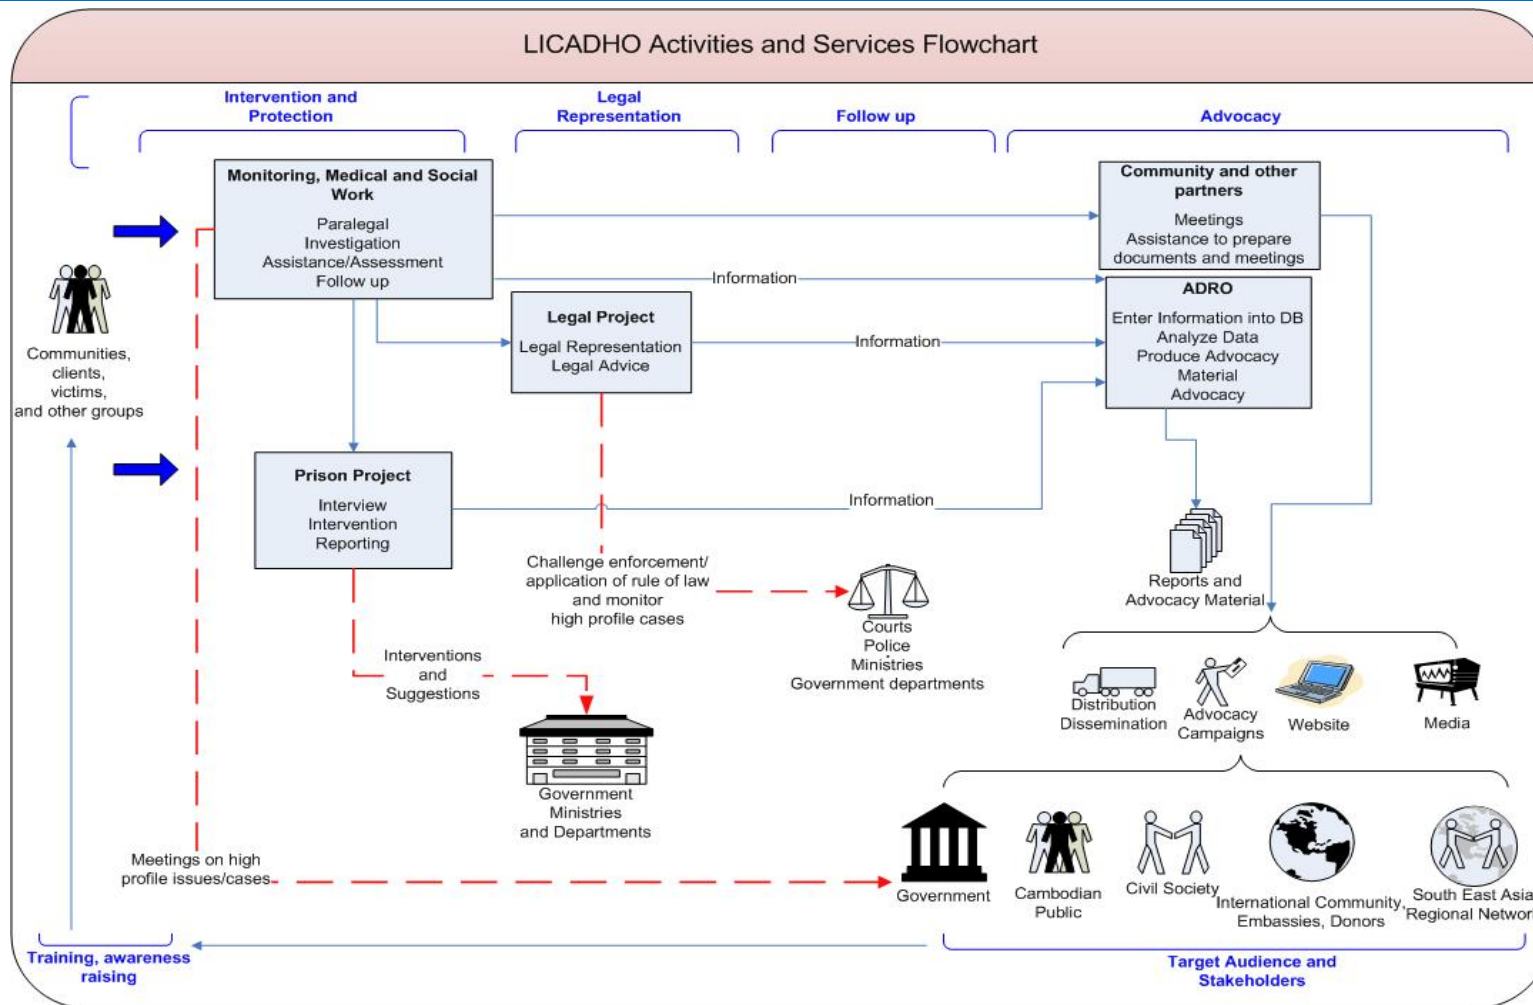 LICADHO Activities and Services Flowchart
Intervention and
Protection
Legal
Representation
Follow up
Advocacy
Monitoring, Medical and Social
Work
Paralegal
Investigation
Assistance/Assessment
Follow up
Community and other
partners
Meetings
Assistance to prepare
documents and meetings
Information
ADRO
Enter Information into DB
Analyze Data
Produce Advocacy
Material
Advocacy
Legal Project
Legal Representation
Legal Advice
Information
Communities,
clients,
victims,
and other groups
Prison Project
Interview
Intervention
Reporting
Information
Challenge enforcement/
application of rule of law
and monitor
high profile cases
Courts
Police
Ministries
Government departments
Reports and
Advocacy Material
Interventions
and
Suggestions
Government
Ministries
and Departments
Distribution
Dissemination
Advocacy
Campaigns
Website
Media
Meetings on high
profile issues/cases
Government
Cambodian
Public
Civil Society
International Community,
Embassies, Donors
South East Asia
Regional Network
Training, awareness
raising
Target Audience and
Stakeholders